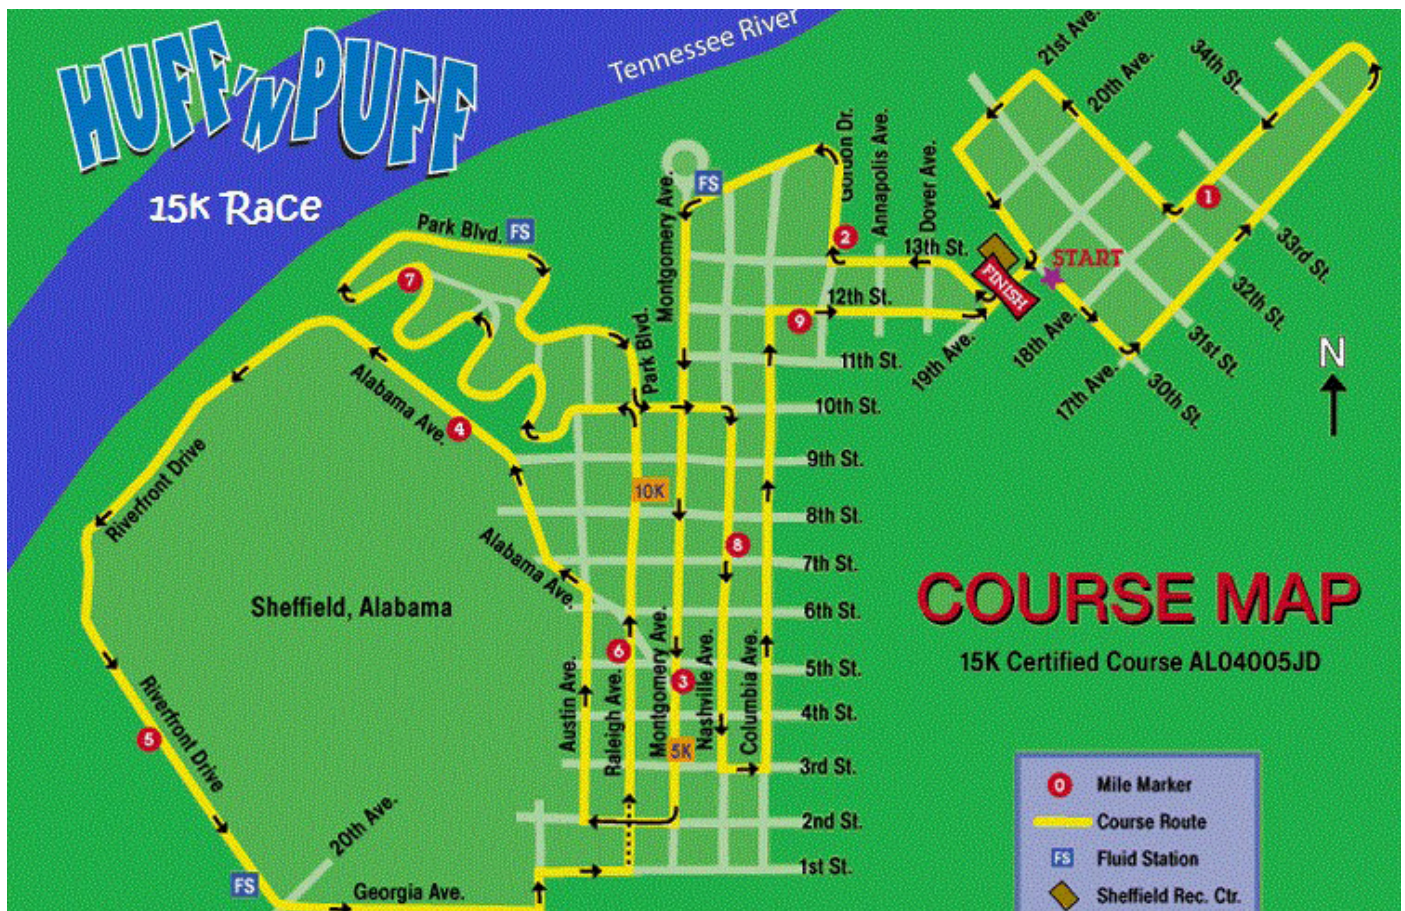 HUFF 'N PUFF
15K Race
Tennessee River
21st Ave.
20th Ave.
34th St.
33rd St.
32th St.
31st St.
30th St.
17th Ave.
18th Ave.
19th Ave.
START
FINISH
1
Gordon Dr.
Annapolis Ave.
Dover Ave.
13th St.
12th St.
11th St.
10th St.
9th St.
8th St.
7th St.
6th St.
5th St.
4th St.
3rd St.
2nd St.
1st St.
2
FS
Montgomery Ave.
Park Blvd.
FS
7
Park Blvd.
9
Alabama Ave.
4
10K
8
Riverfront Drive
Alabama Ave.
Sheffield, Alabama
6
3
5K
Austin Ave.
Raleigh Ave.
Montgomery Ave.
Nashville Ave.
Columbia Ave.
Riverfront Drive
5
20th Ave.
FS
Georgia Ave.
N
COURSE MAP
15K Certified Course AL04005JD
0 Mile Marker
Course Route
FS Fluid Station
Sheffield Rec. Ctr.